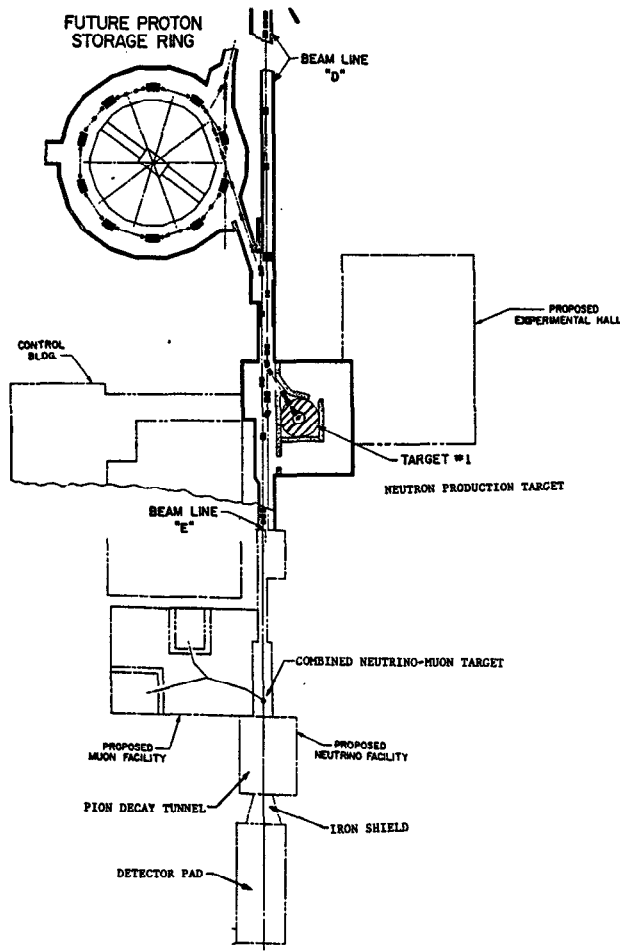 FUTURE PROTON
STORAGE RING
BEAM LINE
"D"
PROPOSED
EXPERIMENTAL HALL
CONTROL
BLDG.
TARGET #1
NEUTRON PRODUCTION TARGET
BEAM LINE
"E"
COMBINED NEUTRINO-MUON TARGET
PROPOSED
MUON FACILITY
PROPOSED
NEUTRINO FACILITY
PION DECAY TUNNEL
IRON SHIELD
DETECTOR PAD